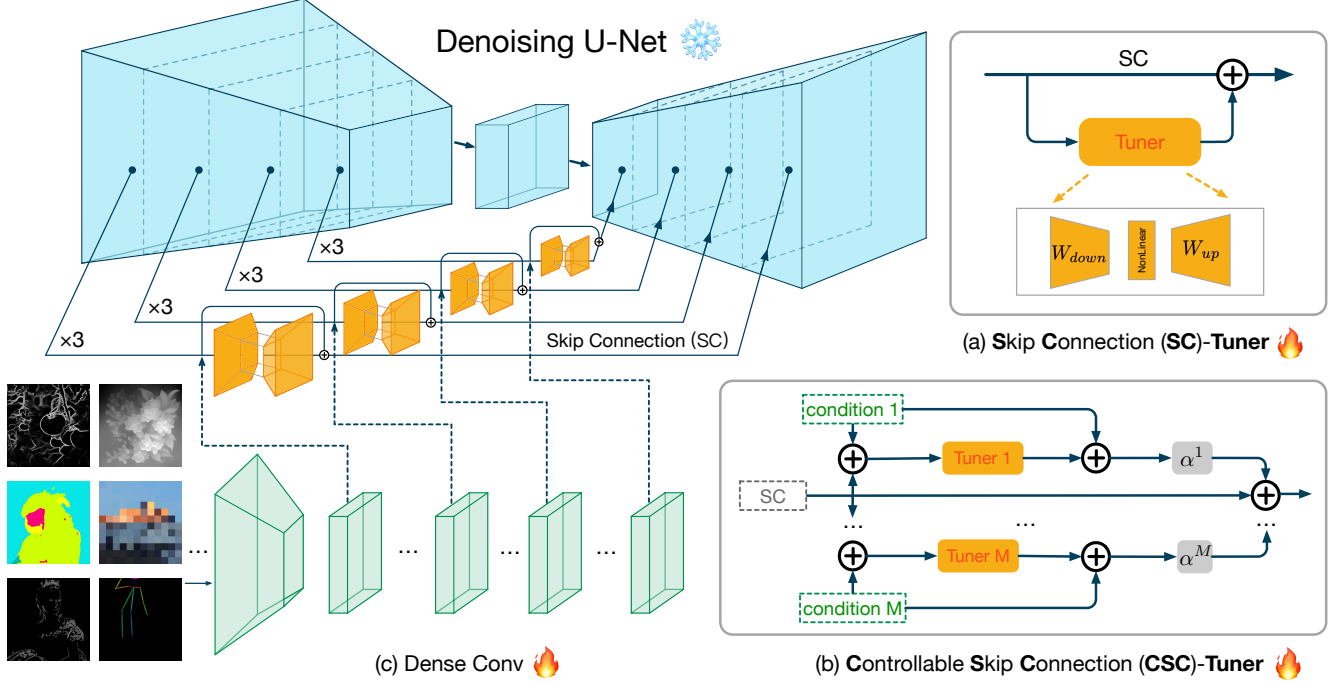 Denoising U-Net
SC
Tuner
W_down
NonLinear
W_up
(a) Skip Connection (SC)-Tuner
×3
×3
×3
×3
Skip Connection (SC)
condition 1
Tuner 1
α^1
SC
...
...
...
Tuner M
α^M
condition M
(b) Controllable Skip Connection (CSC)-Tuner
...
...
...
...
(c) Dense Conv